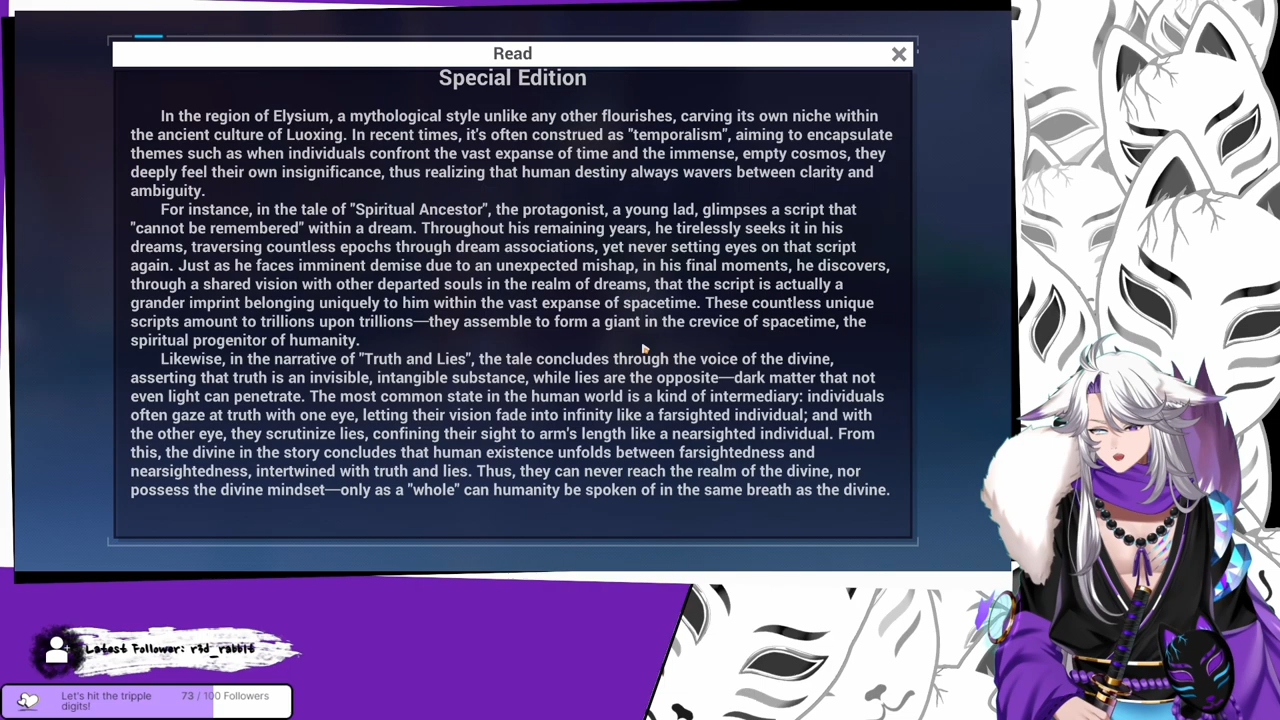 Read
Special Edition
In the region of Elysium, a mythological style unlike any other flourishes, carving its own niche within
the ancient culture of Luoxing. In recent times, it's often construed as "temporalism", aiming to encapsulate
themes such as when individuals confront the vast expanse of time and the immense, empty cosmos, they
deeply feel their own insignificance, thus realizing that human destiny always wavers between clarity and
ambiguity.
For instance, in the tale of "Spiritual Ancestor", the protagonist, a young lad, glimpses a script that
"cannot be remembered" within a dream. Throughout his remaining years, he tirelessly seeks it in his
dreams, traversing countless epochs through dream associations, yet never setting eyes on that script
again. Just as he faces imminent demise due to an unexpected mishap, in his final moments, he discovers,
through a shared vision with other departed souls in the realm of dreams, that the script is actually a
grander imprint belonging uniquely to him within the vast expanse of spacetime. These countless unique
scripts amount to trillions upon trillions—they assemble to form a giant in the crevice of spacetime, the
spiritual progenitor of humanity.
Likewise, in the narrative of "Truth and Lies", the tale concludes through the voice of the divine,
asserting that truth is an invisible, intangible substance, while lies are the opposite—dark matter that not
even light can penetrate. The most common state in the human world is a kind of intermediary: individuals
often gaze at truth with one eye, letting their vision fade into infinity like a farsighted individual; and with
the other eye, they scrutinize lies, confining their sight to arm's length like a nearsighted individual. From
this, the divine in the story concludes that human existence unfolds between farsightedness and
nearsightedness, intertwined with truth and lies. Thus, they can never reach the realm of the divine, nor
possess the divine mindset—only as a "whole" can humanity be spoken of in the same breath as the divine.
Latest Follower: r3d_rabbit
Let's hit the tripple
digits!
73 / 100 Followers